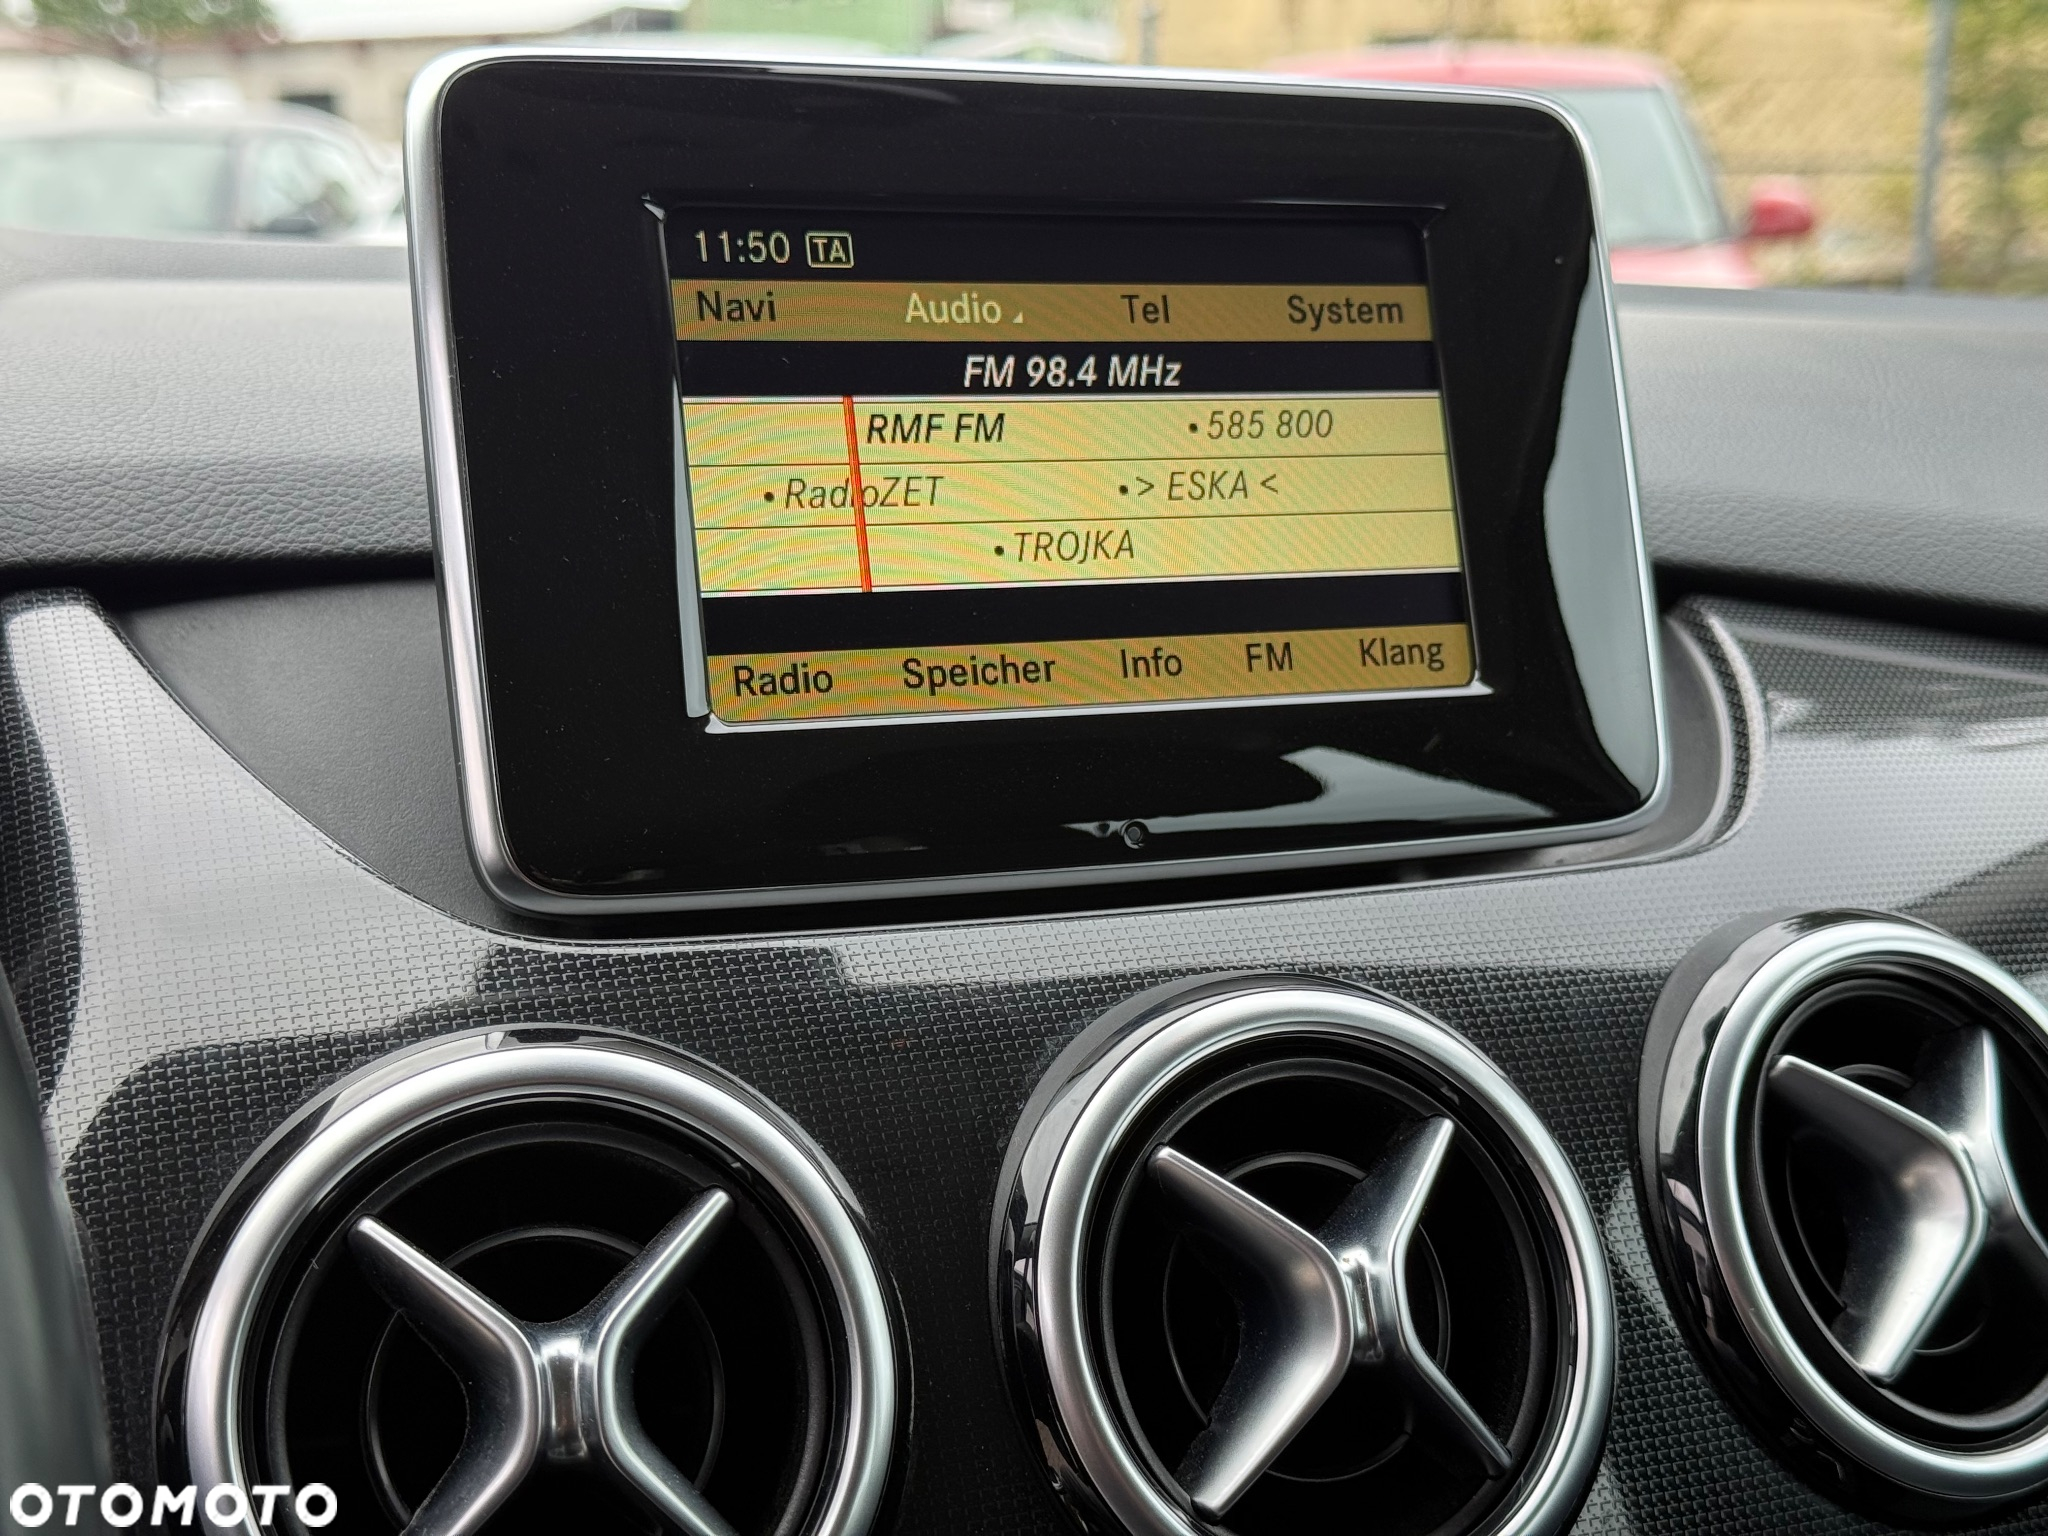 11:50 TA
Navi Audio Tel System
FM 98.4 MHz
RMF FM •585 800
•RadioZET •> ESKA <
•TROJKA
Radio Speicher Info FM Klang
OTOMOTO